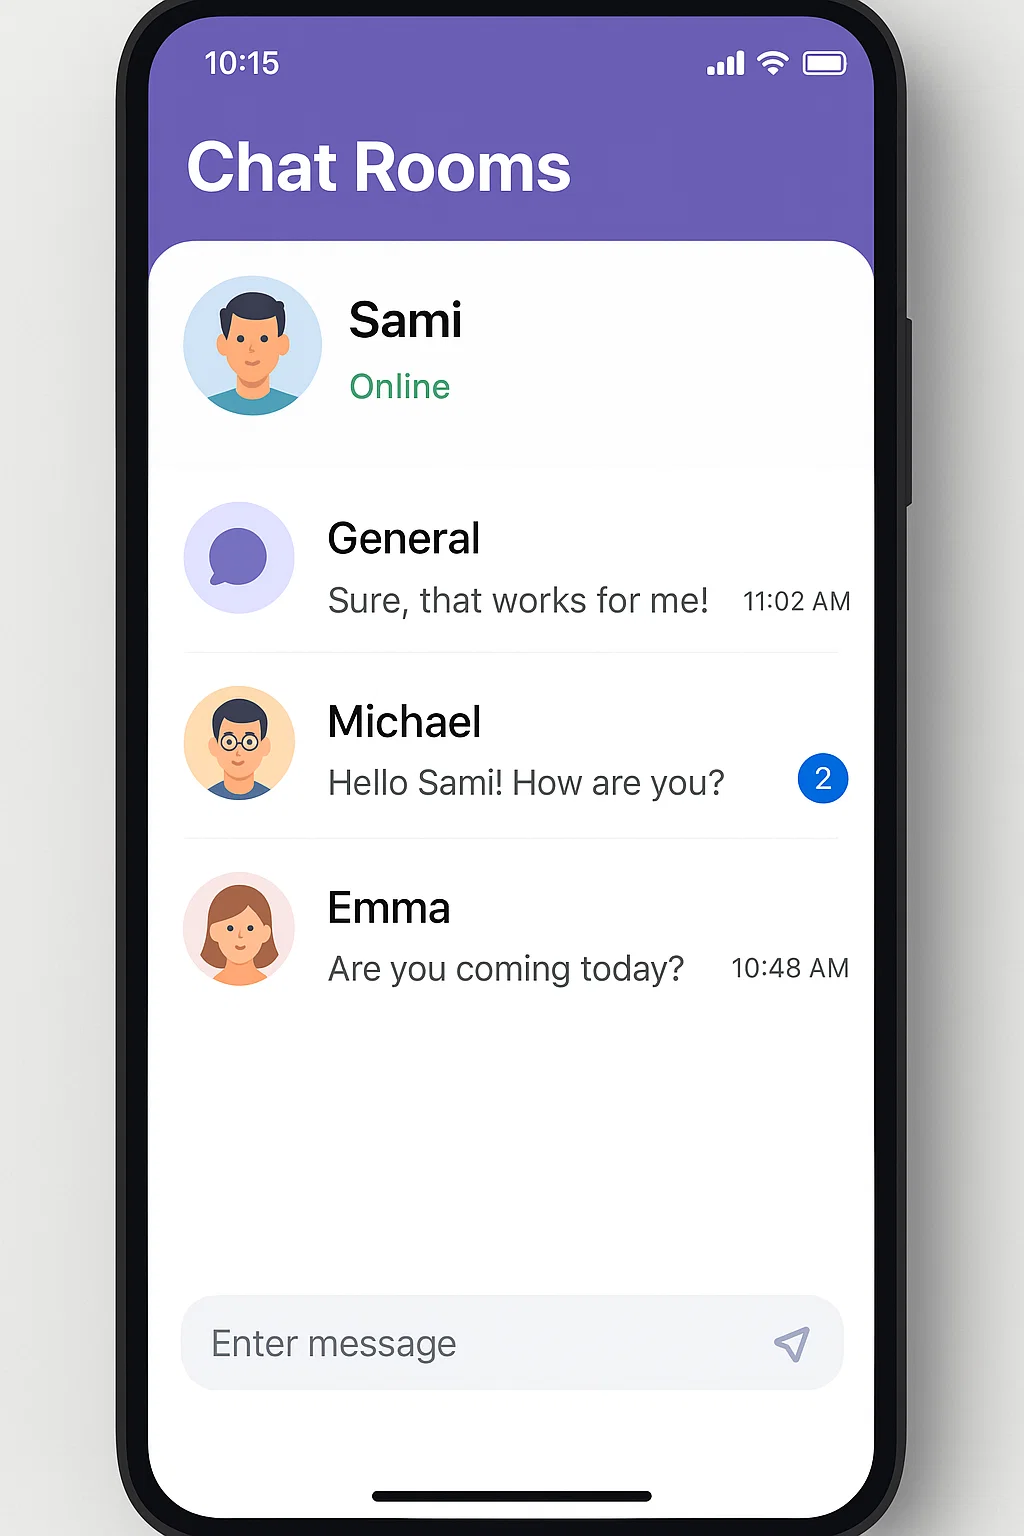 10:15
Chat Rooms
Sami
Online
General
Sure, that works for me! 11:02 AM
Michael
Hello Sami! How are you? 2
Emma
Are you coming today? 10:48 AM
Enter message